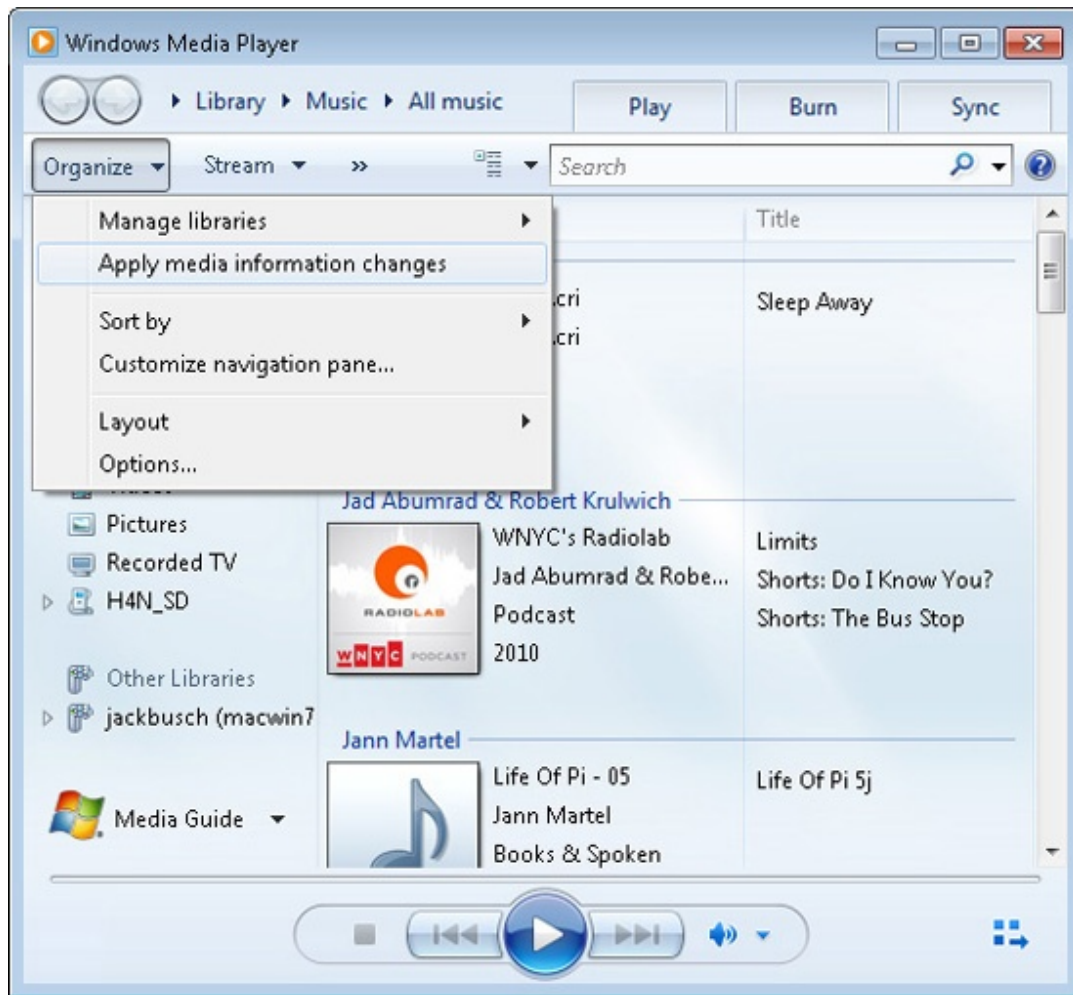 Windows Media Player
Library Music All music
Play
Burn
Sync
Organize
Stream
»
Search
Manage libraries
Apply media information changes
Sort by
Customize navigation pane...
Layout
Options...
Title
.cri
.cri
Sleep Away
Pictures
Recorded TV
H4N_SD
Other Libraries
jackbusch (macwin7
Media Guide
Jad Abumrad & Robert Krulwich
RADIOLAB
WNYC PODCAST
WNYC's Radiolab
Jad Abumrad & Robe...
Podcast
2010
Limits
Shorts: Do I Know You?
Shorts: The Bus Stop
Jann Martel
Life Of Pi - 05
Jann Martel
Books & Spoken
Life Of Pi 5j